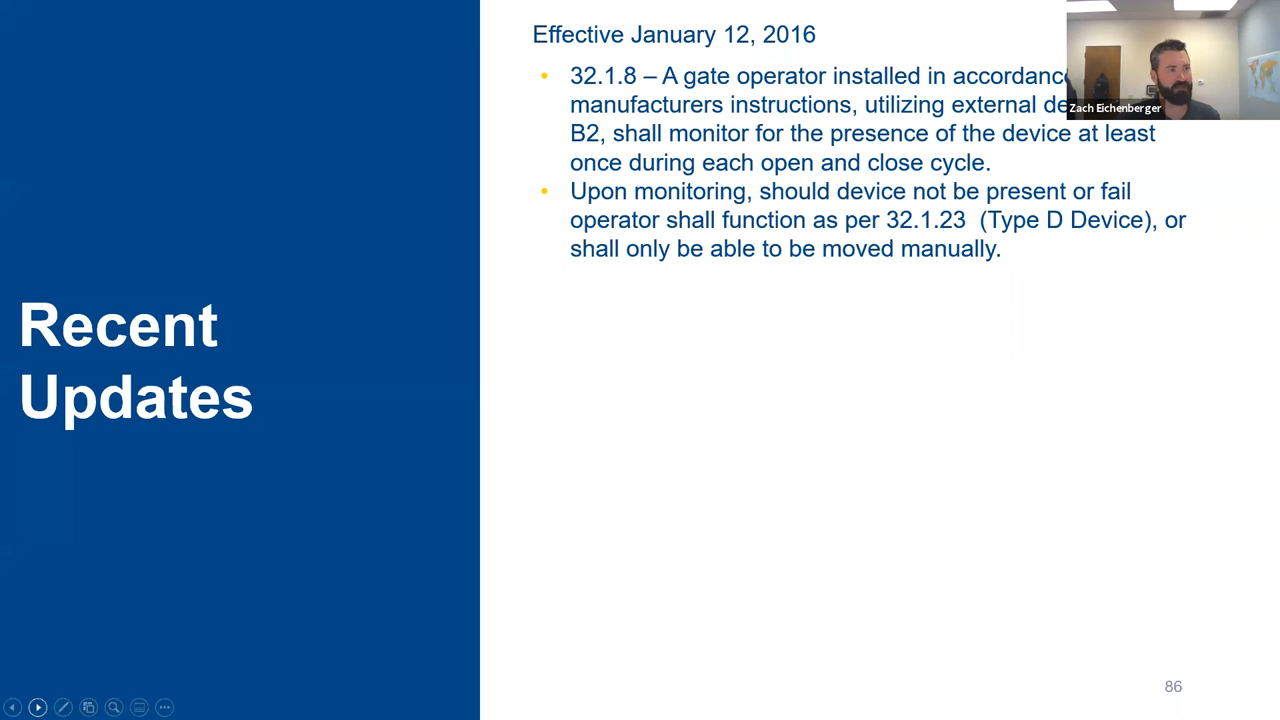 Recent
Updates
Effective January 12, 2016
• 32.1.8 – A gate operator installed in accordance
manufacturers instructions, utilizing external
B2, shall monitor for the presence of the device at least
once during each open and close cycle.
• Upon monitoring, should device not be present or fail
operator shall function as per 32.1.23 (Type D Device), or
shall only be able to be moved manually.
Zach Eichenberger
86